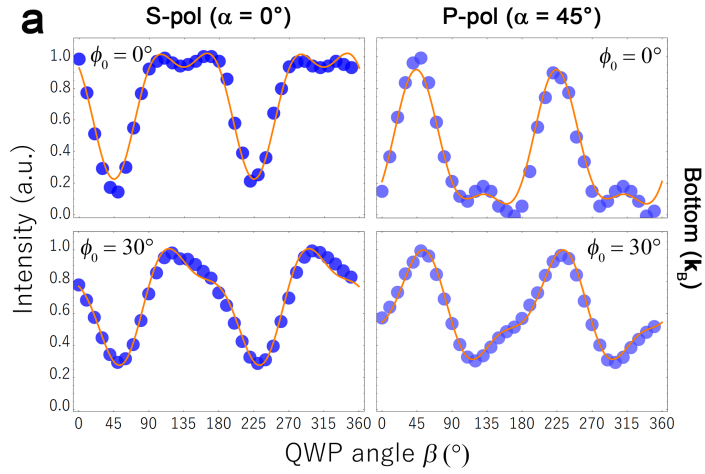 a
S-pol (α = 0°)
P-pol (α = 45°)
ϕ0 = 0°
ϕ0 = 0°
1.0
0.8
0.6
0.4
0.2
0.0
ϕ0 = 30°
ϕ0 = 30°
1.0
0.8
0.6
0.4
0.2
0.0
Intensity (a.u.)
Bottom (kB)
0 45 90 135 180 225 270 315 360
0 45 90 135 180 225 270 315 360
QWP angle β (°)